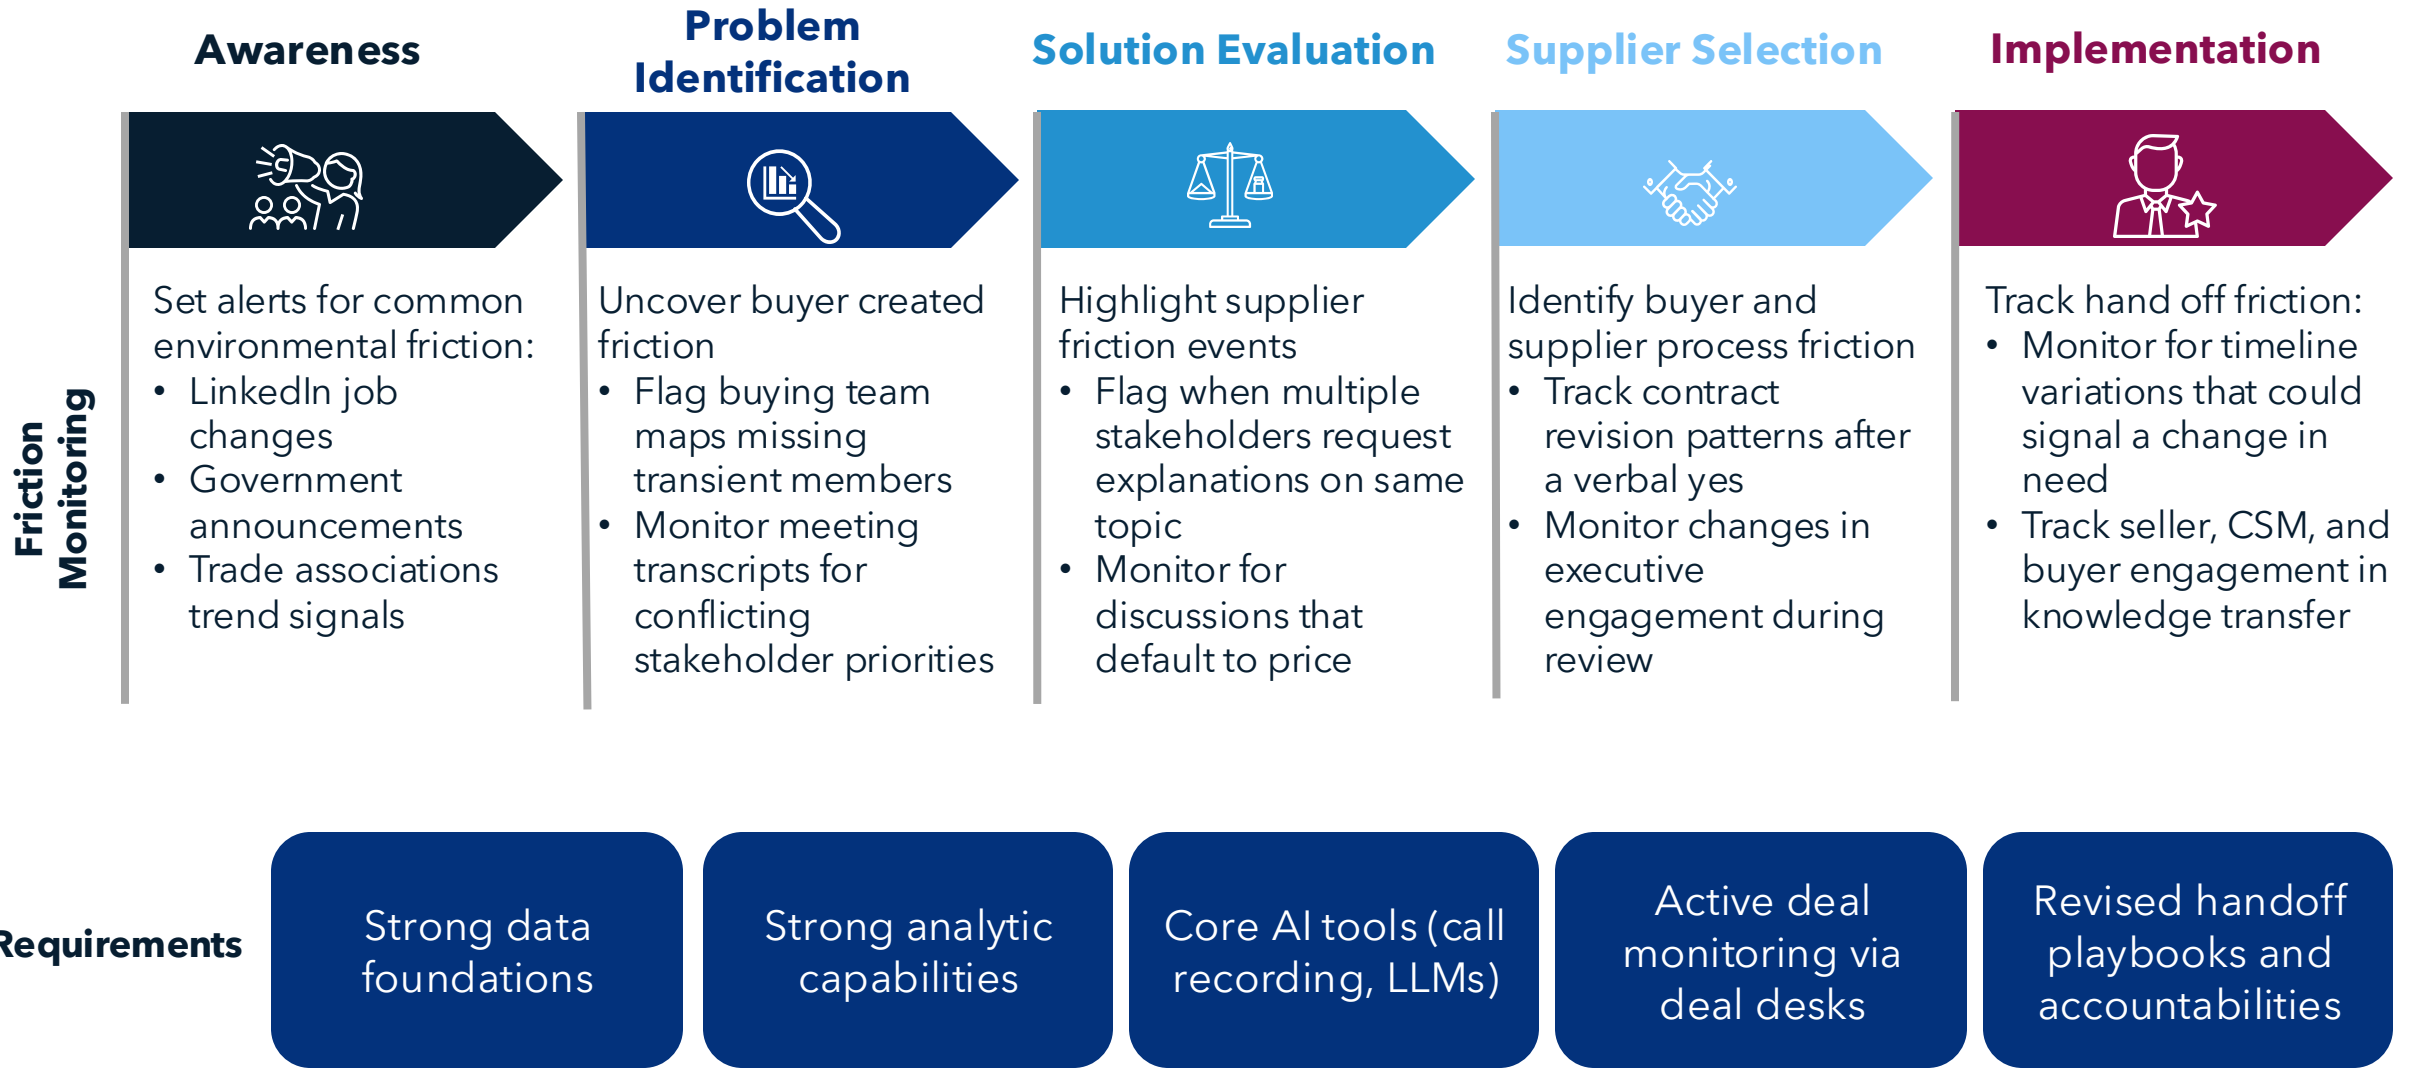 Awareness
Problem
Identification
Solution Evaluation
Supplier Selection
Implementation
Friction
Monitoring
Set alerts for common
environmental friction:
• LinkedIn job
changes
• Government
announcements
• Trade associations
trend signals
Uncover buyer created
friction
• Flag buying team
maps missing
transient members
• Monitor meeting
transcripts for
conflicting
stakeholder priorities
Highlight supplier
friction events
• Flag when multiple
stakeholders request
explanations on same
topic
• Monitor for
discussions that
default to price
Identify buyer and
supplier process friction
• Track contract
revision patterns after
a verbal yes
• Monitor changes in
executive
engagement during
review
Track hand off friction:
• Monitor for timeline
variations that could
signal a change in
need
• Track seller, CSM, and
buyer engagement in
knowledge transfer
Requirements
Strong data
foundations
Strong analytic
capabilities
Core AI tools (call
recording, LLMs)
Active deal
monitoring via
deal desks
Revised handoff
playbooks and
accountabilities